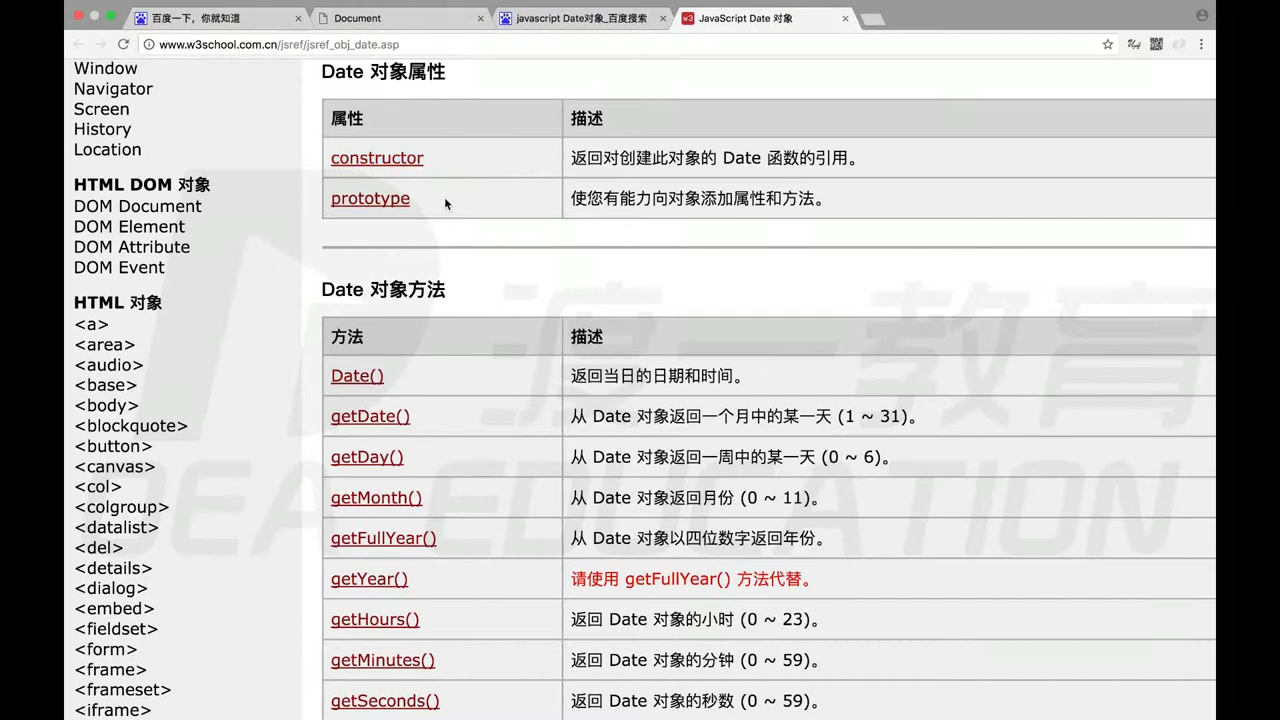 百度一下，你就知道
Document
javascript Date对象_百度搜索
JavaScript Date 对象
www.w3school.com.cn/jsref/jsref_obj_date.asp
Window
Navigator
Screen
History
Location
HTML DOM 对象
DOM Document
DOM Element
DOM Attribute
DOM Event
HTML 对象
<a>
<area>
<audio>
<base>
<body>
<blockquote>
<button>
<canvas>
<col>
<colgroup>
<datalist>
<del>
<details>
<dialog>
<embed>
<fieldset>
<form>
<frame>
<frameset>
<iframe>
Date 对象属性
属性 描述
constructor 返回对创建此对象的 Date 函数的引用。
prototype 使您有能力向对象添加属性和方法。
Date 对象方法
方法 描述
Date() 返回当日的日期和时间。
getDate() 从 Date 对象返回一个月中的某一天 (1 ~ 31)。
getDay() 从 Date 对象返回一周中的某一天 (0 ~ 6)。
getMonth() 从 Date 对象返回月份 (0 ~ 11)。
getFullYear() 从 Date 对象以四位数字返回年份。
getYear() 请使用 getFullYear() 方法代替。
getHours() 返回 Date 对象的小时 (0 ~ 23)。
getMinutes() 返回 Date 对象的分钟 (0 ~ 59)。
getSeconds() 返回 Date 对象的秒数 (0 ~ 59)。
渡一教育
EDUCATION